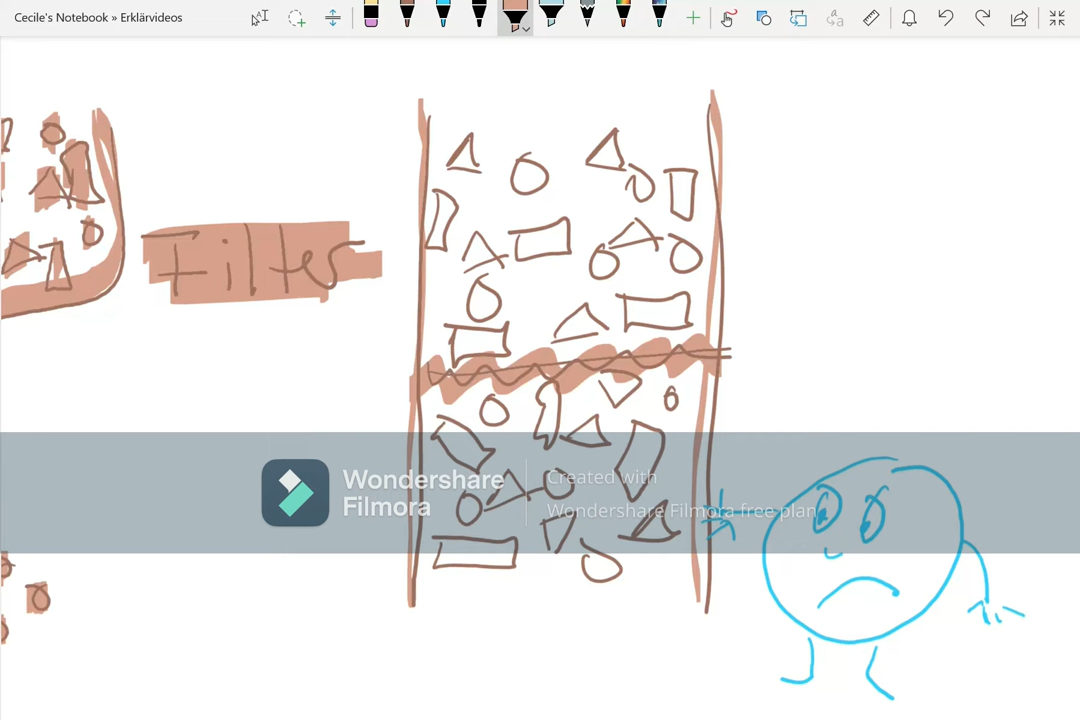 Cecile's Notebook » Erklärvideos
Filter
Wondershare
Filmora
Created with
Wondershare Filmora free plan